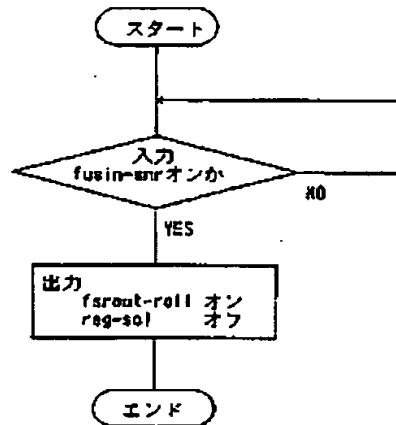 スタート
入力
fusin-snrオンか
NO
YES
出力
fsrout-roll オン
reg-sol オフ
エンド